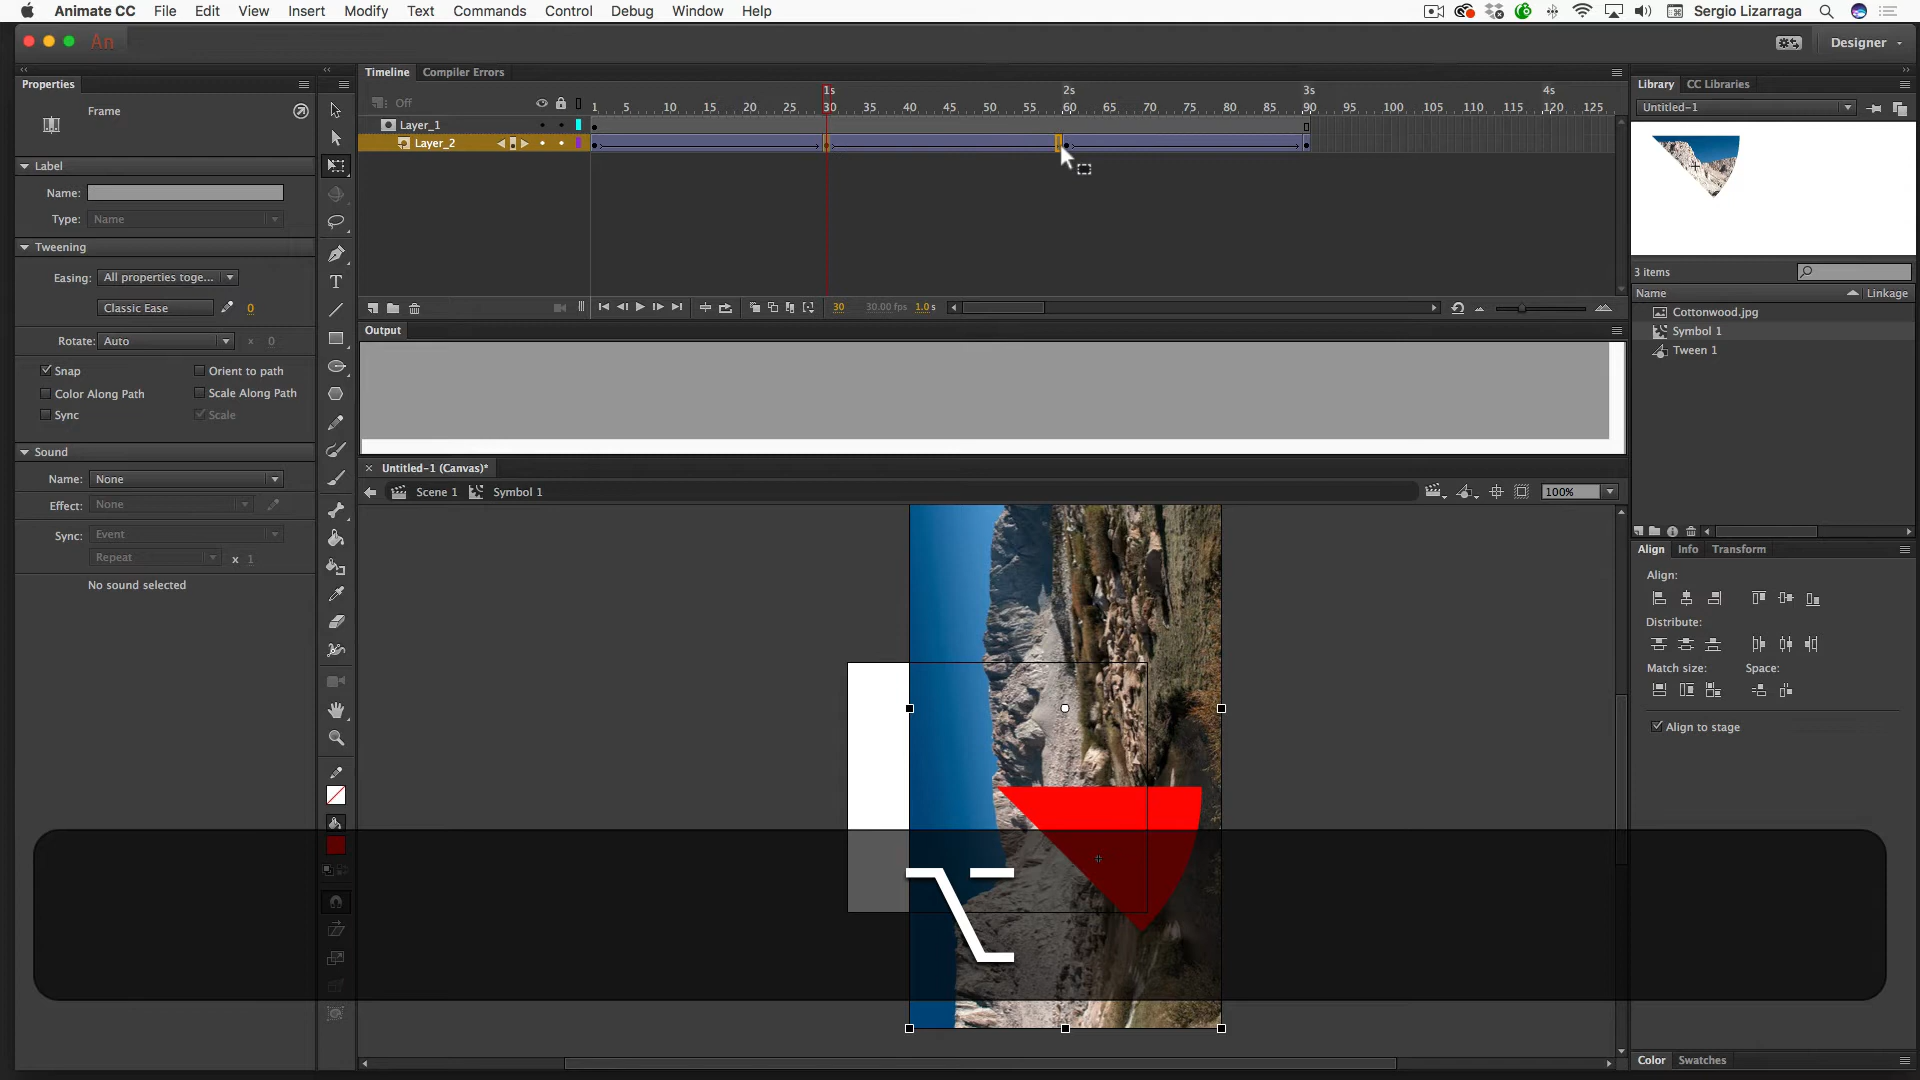 Animate CC File Edit View Insert Modify Text Commands Control Debug Window Help Sergio Lizarraga
An Designer
Properties
Frame
Label
Name:
Type: Name
Tweening
Easing: All properties toge...
Classic Ease 0
Rotate: Auto x 0
Snap Orient to path
Color Along Path Scale Along Path
Sync Scale
Sound
Name: None
Effect: None
Sync: Event
Repeat x 1
No sound selected
T
Timeline Compiler Errors
1s 2s 3s 4s
Off 1 5 10 15 20 25 30 35 40 45 50 55 60 65 70 75 80 85 90 95 100 105 110 115 120 125
Layer_1
Layer_2
30 30.00 fps 1.0 s
Output
× Untitled-1 (Canvas)*
Scene 1 Symbol 1 100%
Library CC Libraries
Untitled-1
3 items
Name Linkage
Cottonwood.jpg
Symbol 1
Tween 1
Align Info Transform
Align:
Distribute:
Match size: Space:
Align to stage
Color Swatches
⌥